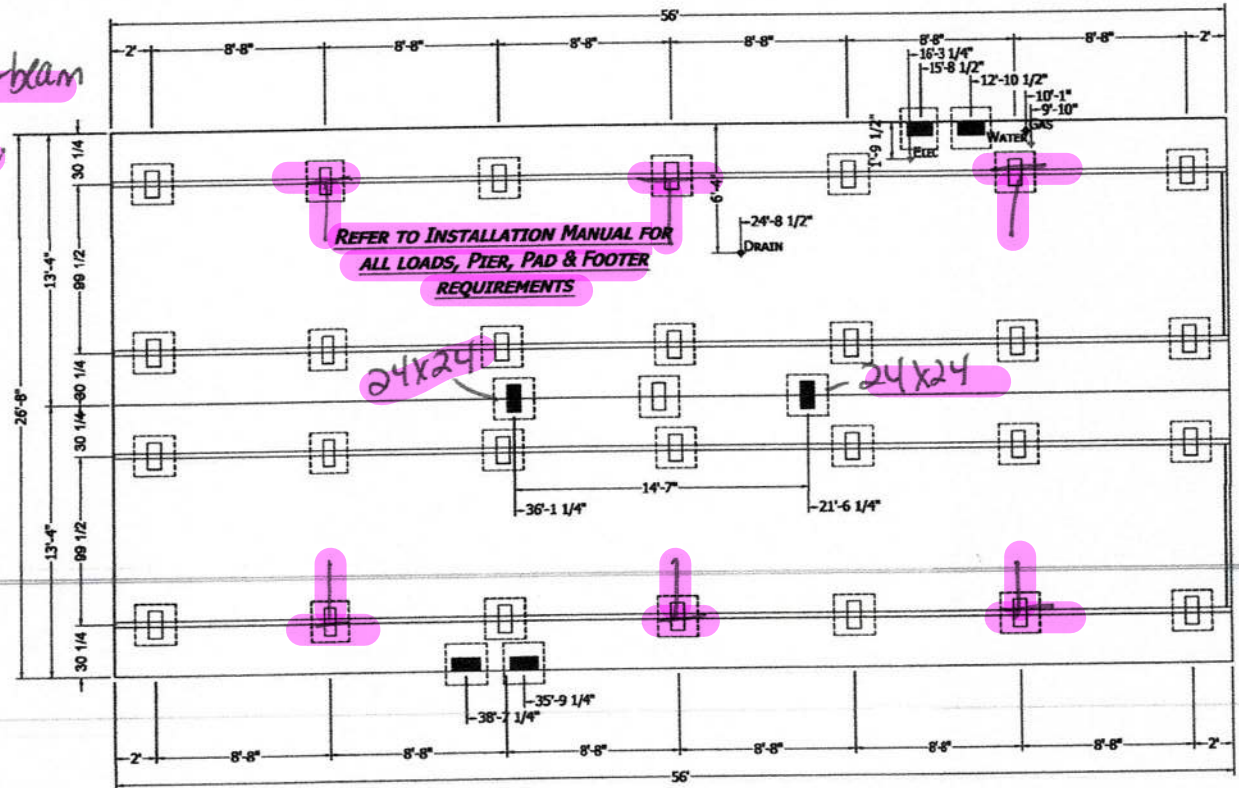 56'
2' 8'-8" 8'-8" 8'-8" 8'-8" 8'-8" 8'-8" 2'
16'-3 1/4"
15'-8 1/2"
12'-10 1/2"
10'-1"
9'-10"
GAS
WATER
ELEC
1'-9 1/2"
beam
30 1/4
99 1/2
30 1/4
30 1/4
99 1/2
30 1/4
13'-4"
13'-4"
26'-8"
6'-4"
24'-8 1/2"
DRAIN
REFER TO INSTALLATION MANUAL FOR
ALL LOADS, PIER, PAD & FOOTER
REQUIREMENTS
24X24
24X24
14'-7"
36'-1 1/4"
21'-6 1/4"
35'-9 1/4"
38'-7 1/4"
2' 8'-8" 8'-8" 8'-8" 8'-8" 8'-8" 8'-8" 2'
56'